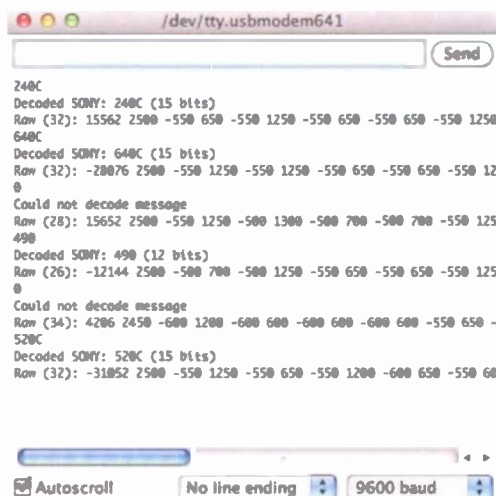 /dev/tty.usbmodem641
Send
240C
Decoded SONY: 240C (15 bits)
Raw (32): 15562 2500 -550 650 -550 1250 -550 650 -550 650 -550 1250
640C
Decoded SONY: 640C (15 bits)
Raw (32): -28076 2500 -550 1250 -550 1250 -550 650 -550 650 -550 12
0
Could not decode message
Raw (28): 15652 2500 -550 1250 -500 1300 -500 700 -500 700 -550 125
490
Decoded SONY: 490 (12 bits)
Raw (26): -12144 2500 -500 700 -500 1250 -550 650 -550 650 -550 125
0
Could not decode message
Raw (34): 4206 2450 -600 1200 -600 600 -600 600 -600 600 -550 650 -
520C
Decoded SONY: 520C (15 bits)
Raw (32): -31052 2500 -550 1250 -550 650 -550 1200 -600 650 -550 60
Autoscroll No line ending 9600 baud